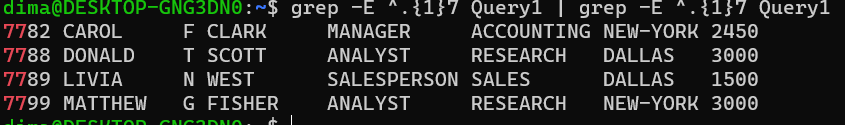 dima@DESKTOP-GNG3DN0:~$ grep -E ^.{1}7 Query1 | grep -E ^.{1}7 Query1
7782 CAROL     F CLARK     MANAGER     ACCOUNTING NEW-YORK 2450
7788 DONALD    T SCOTT     ANALYST     RESEARCH   DALLAS   3000
7789 LIVIA     N WEST      SALESPERSON SALES      DALLAS   1500
7799 MATTHEW   G FISHER    ANALYST     RESEARCH   NEW-YORK 3000
dima@DESKTOP-GNG3DN0:~$